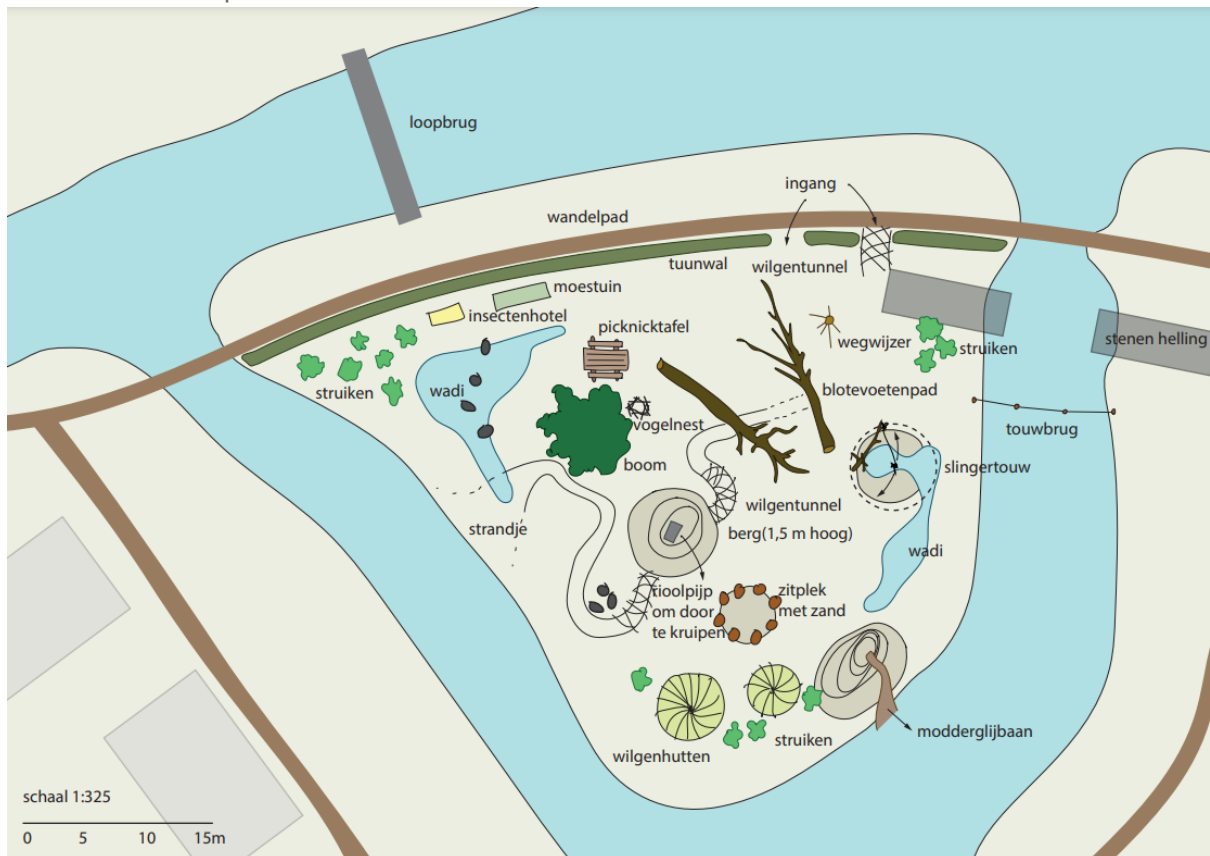 loopbrug
ingang
wandelpad
tuunwal
wilgentunnel
moestuin
insectenhotel
picknicktafel
wegwijzer
struiken
stenen helling
struiken
wadi
blotevoetenpad
vogelnest
touwbrug
boom
slingertouw
strandje
wilgentunnel
berg(1,5 m hoog)
wadi
rioolpijp
om door
te kruipen
zitplek
met zand
modderglijbaan
struiken
wilgenhutten
schaal 1:325
0 5 10 15m